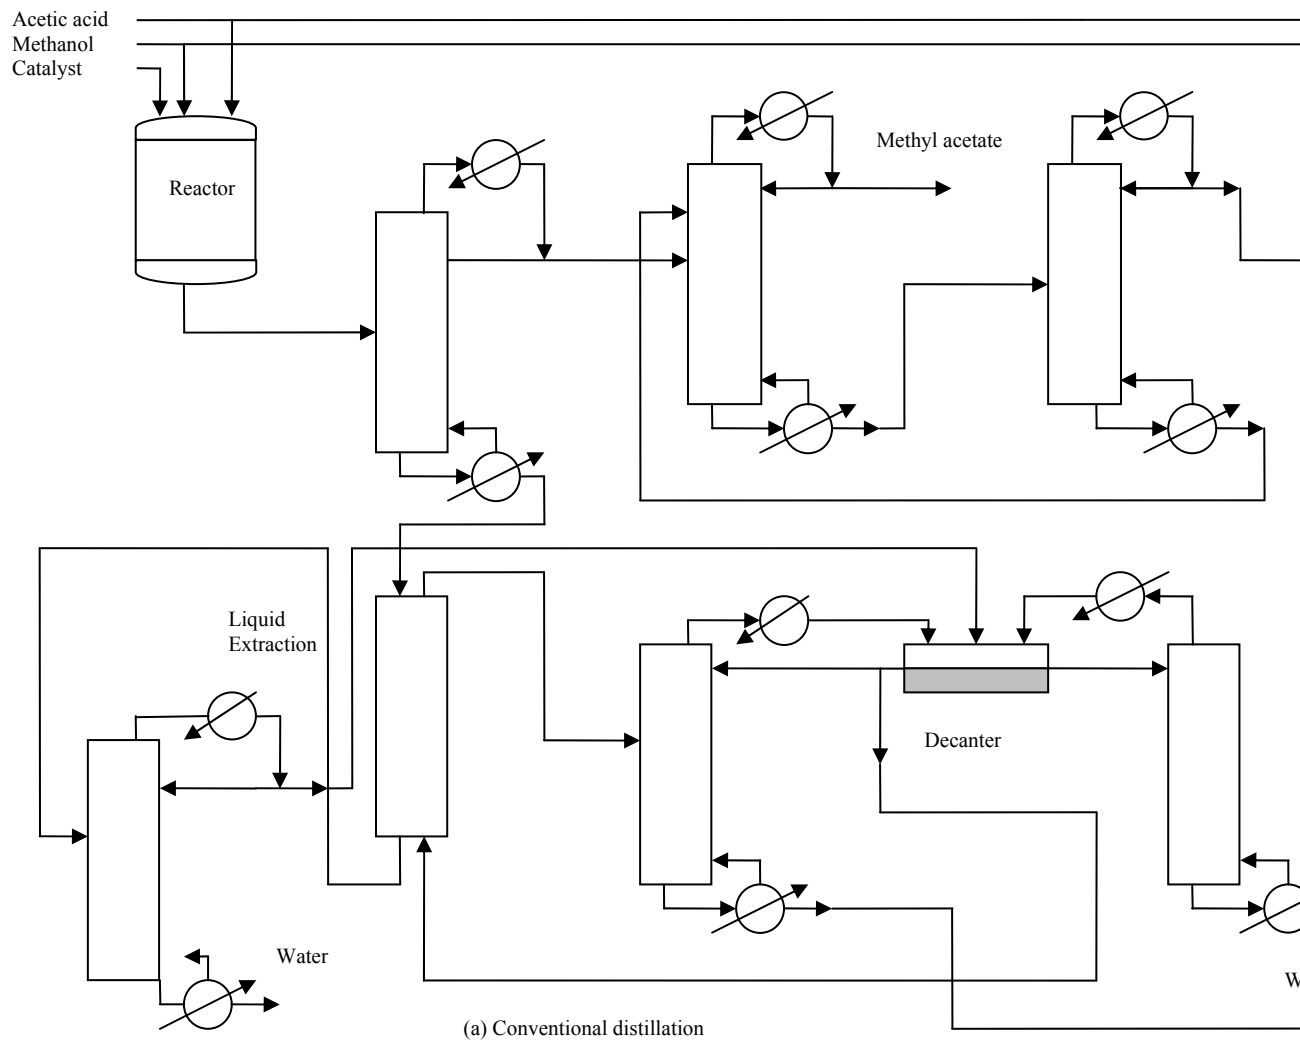 Acetic acid
Methanol
Catalyst
Methyl acetate
Reactor
Liquid
Extraction
Decanter
Water
W
(a) Conventional distillation